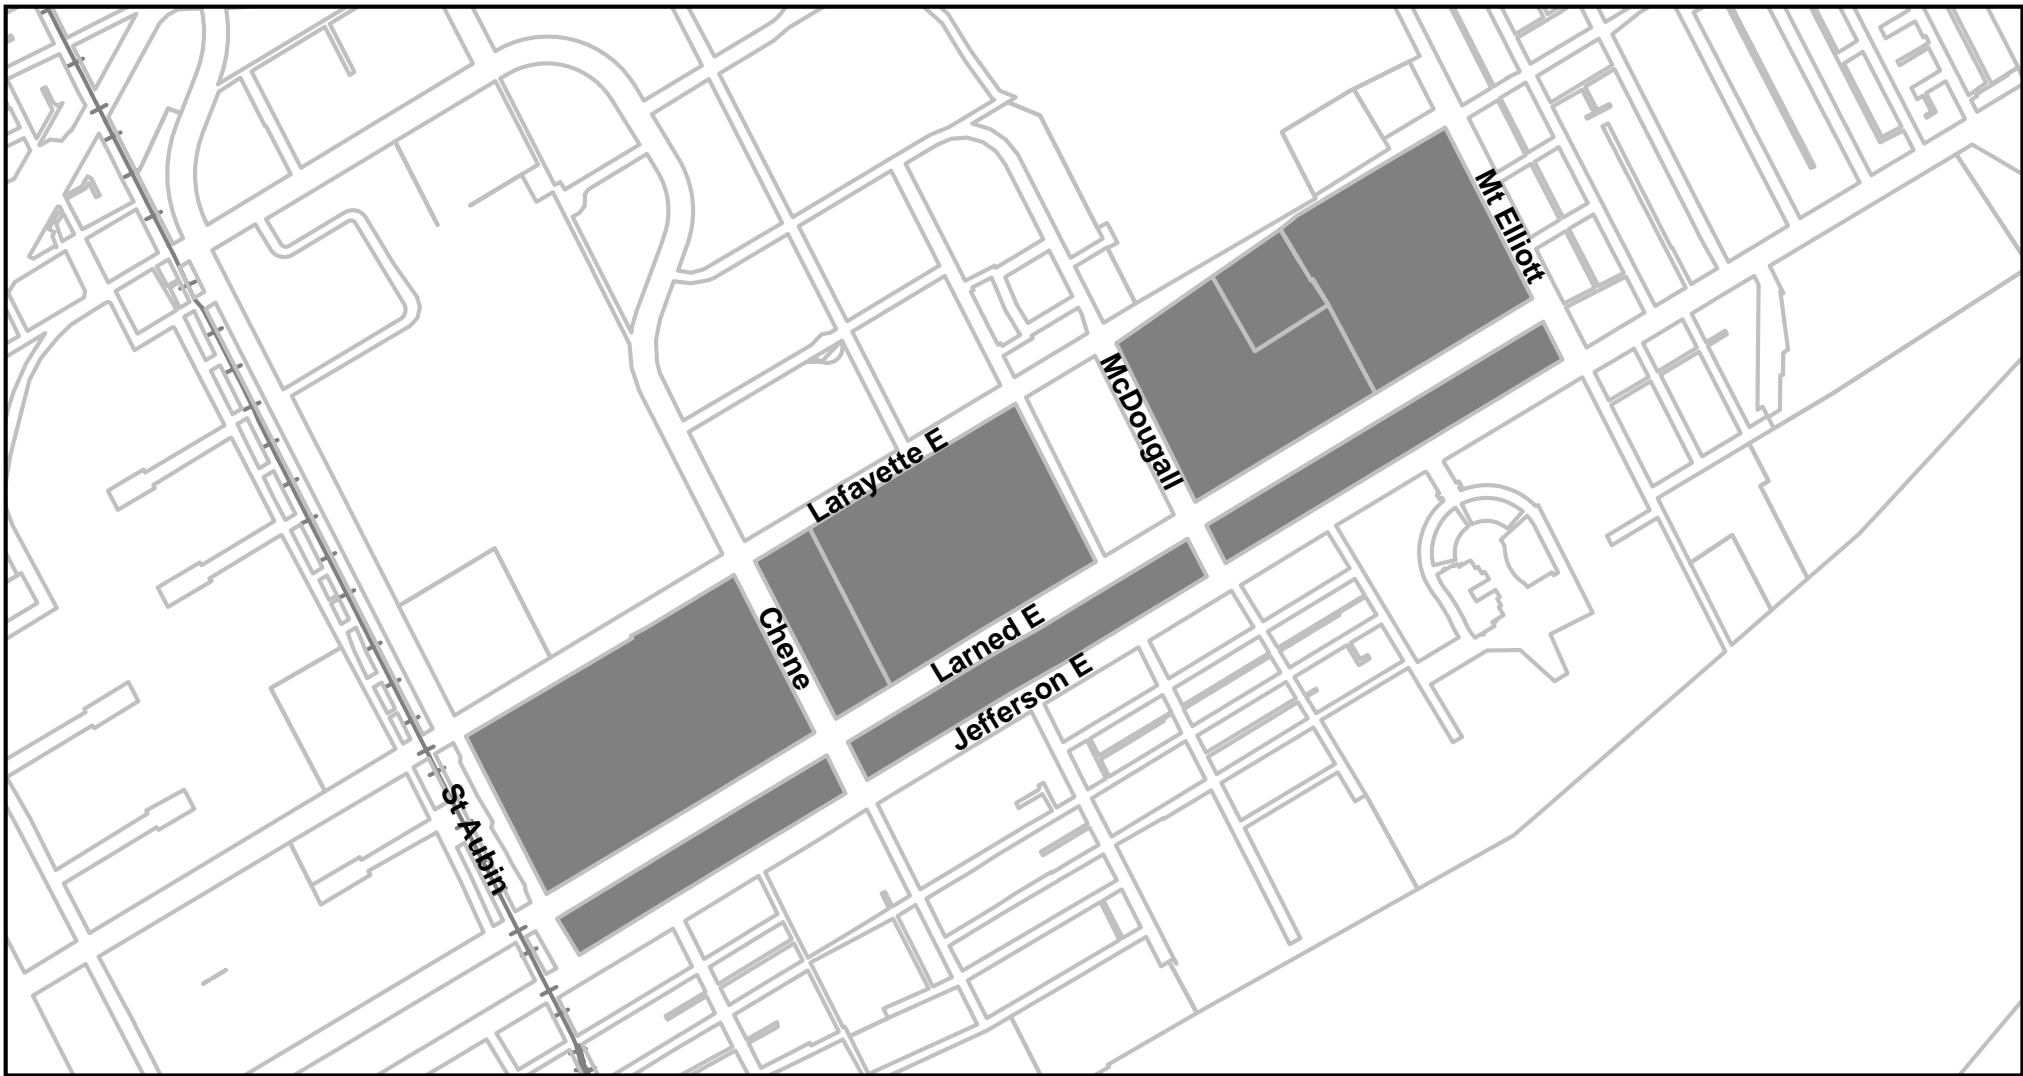 Mt Elliott
McDougall
Lafayette E
Chene
Larned E
Jefferson E
St Aubin